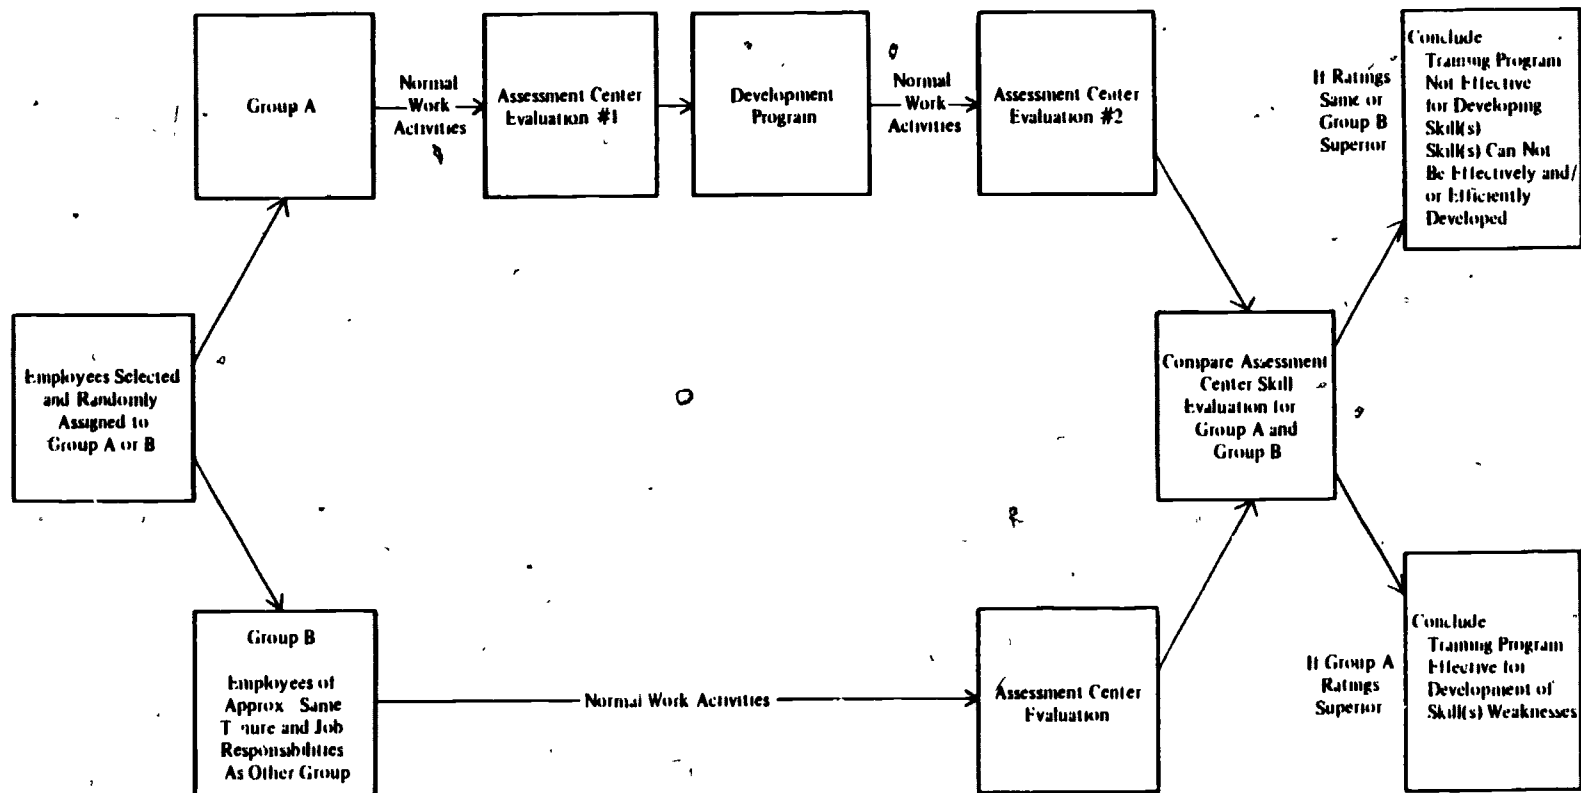 Group A
Normal
Work
Activities
Assessment Center
Evaluation #1
Development
Program
Normal
Work
Activities
Assessment Center
Evaluation #2
If Ratings
Same or
Group B
Superior
Conclude
Training Program
Not Effective
for Developing
Skill(s)
Skill(s) Can Not
Be Effectively and/
or Efficiently
Developed
Employees Selected
and Randomly
Assigned to
Group A or B
Compare Assessment
Center Skill
Evaluation for
Group A and
Group B
Group B
Employees of
Approx Same
T nure and Job
Responsibilities
As Other Group
Normal Work Activities
Assessment Center
Evaluation
If Group A
Ratings
Superior
Conclude
Training Program
Effective for
Development of
Skill(s) Weaknesses